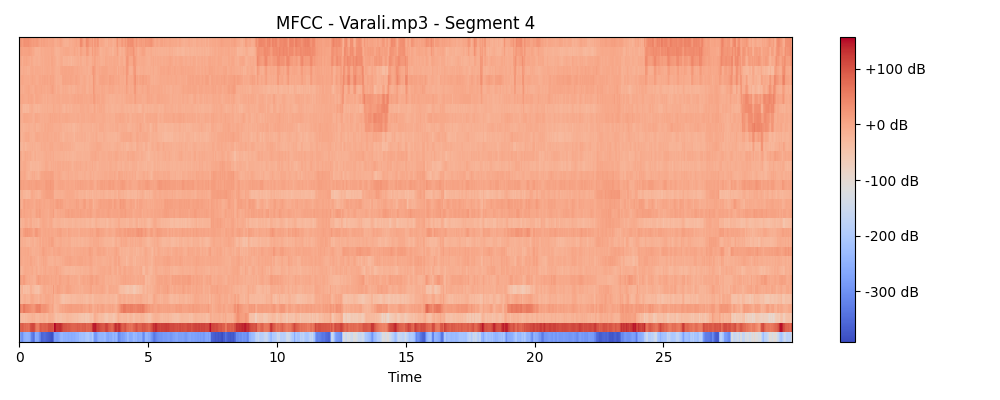 MFCC - Varali.mp3 - Segment 4
+100 dB
+0 dB
-100 dB
-200 dB
-300 dB
0 5 10 15 20 25
Time